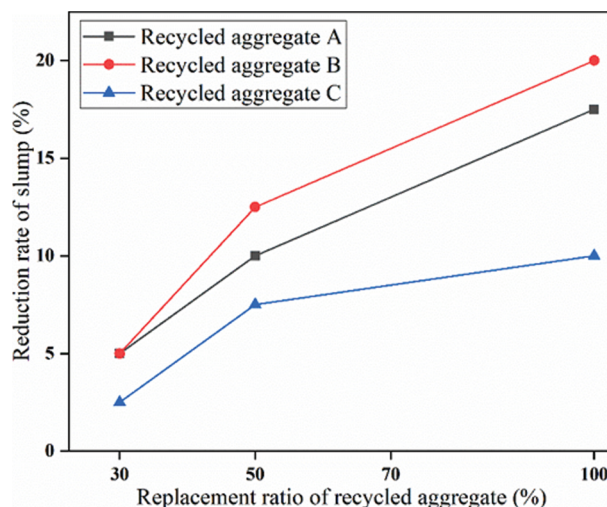 Recycled aggregate A
Recycled aggregate B
Recycled aggregate C
Reduction rate of slump (%)
20
15
10
5
0
30 50 70 100
Replacement ratio of recycled aggregate (%)